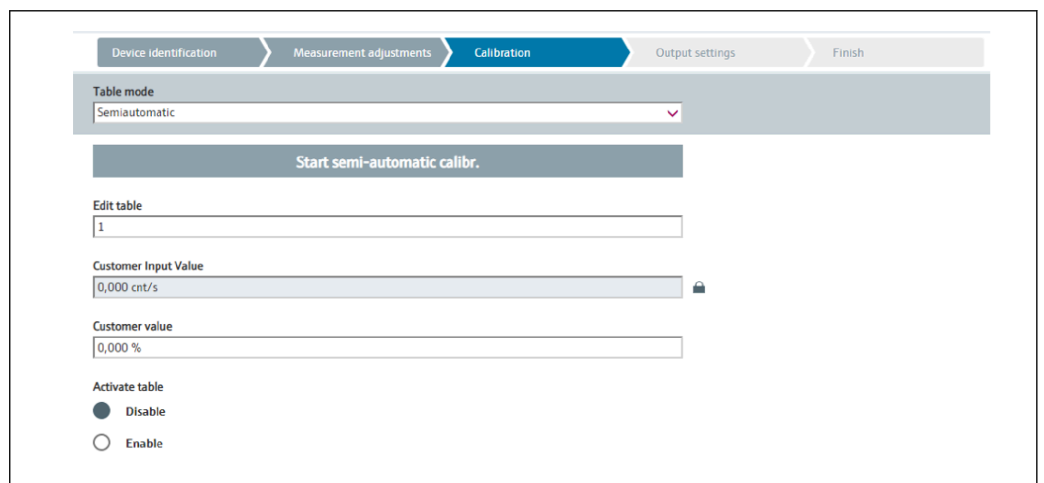 Device identification
Measurement adjustments
Calibration
Output settings
Finish
Table mode
Semiautomatic
Start semi-automatic calibr.
Edit table
1
Customer Input Value
0,000 cnt/s
Customer value
0,000 %
Activate table
Disable
Enable